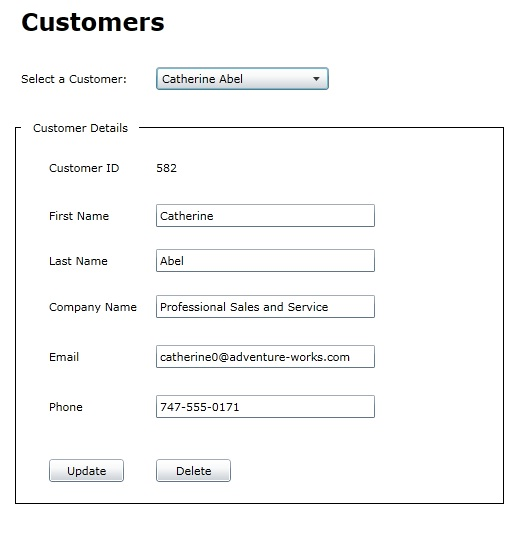 Customers
Select a Customer: Catherine Abel
Customer Details
Customer ID 582
First Name Catherine
Last Name Abel
Company Name Professional Sales and Service
Email catherine0@adventure-works.com
Phone 747-555-0171
Update Delete